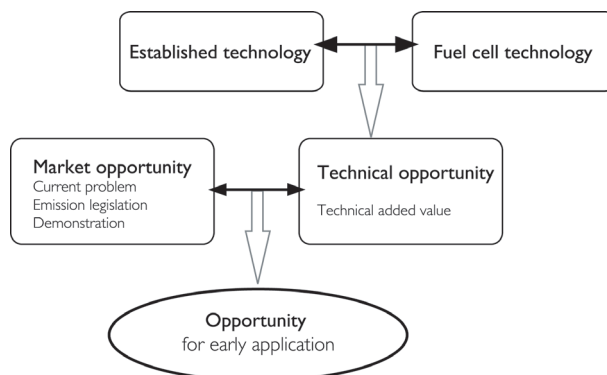 Established technology
Fuel cell technology
Market opportunity
Current problem
Emission legislation
Demonstration
Technical opportunity
Technical added value
Opportunity
for early application